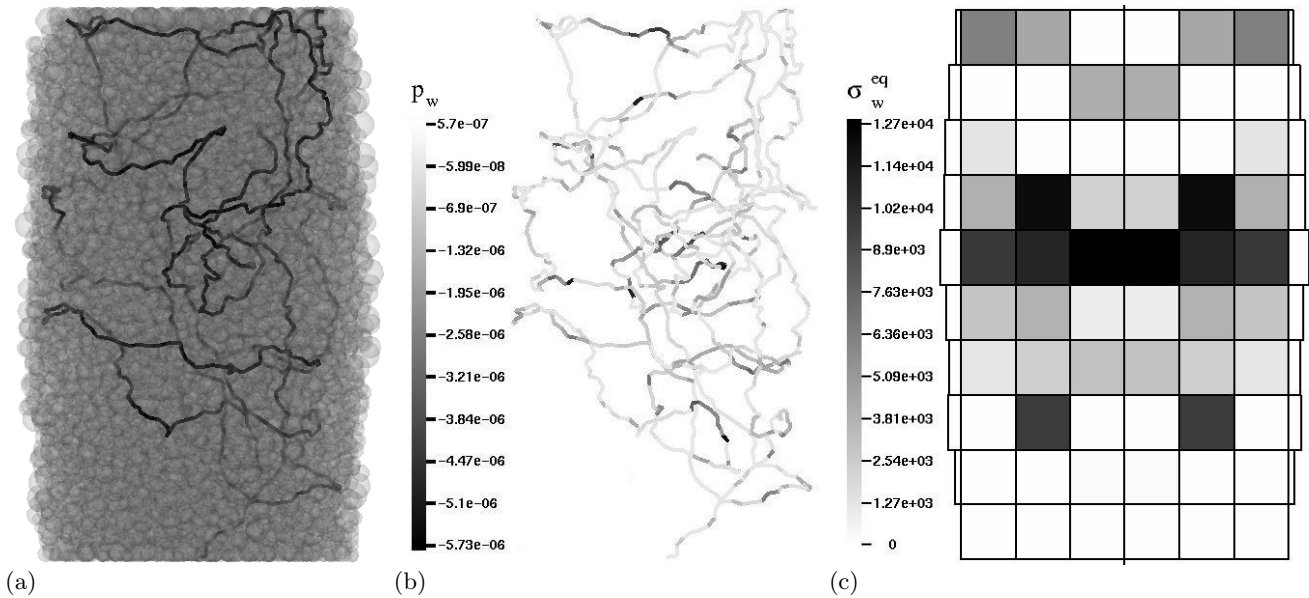 p_w
5.7e-07
-5.99e-08
-6.9e-07
-1.32e-06
-1.95e-06
-2.58e-06
-3.21e-06
-3.84e-06
-4.47e-06
-5.1e-06
-5.73e-06
σ_w^eq
1.27e+04
1.14e+04
1.02e+04
8.9e+03
7.63e+03
6.36e+03
5.09e+03
3.81e+03
2.54e+03
1.27e+03
0
(a)
(b)
(c)